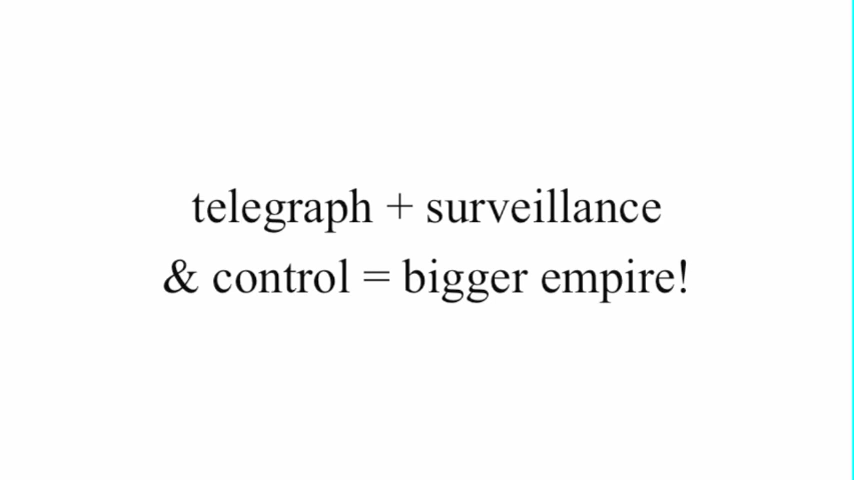 telegraph + surveillance
& control = bigger empire!